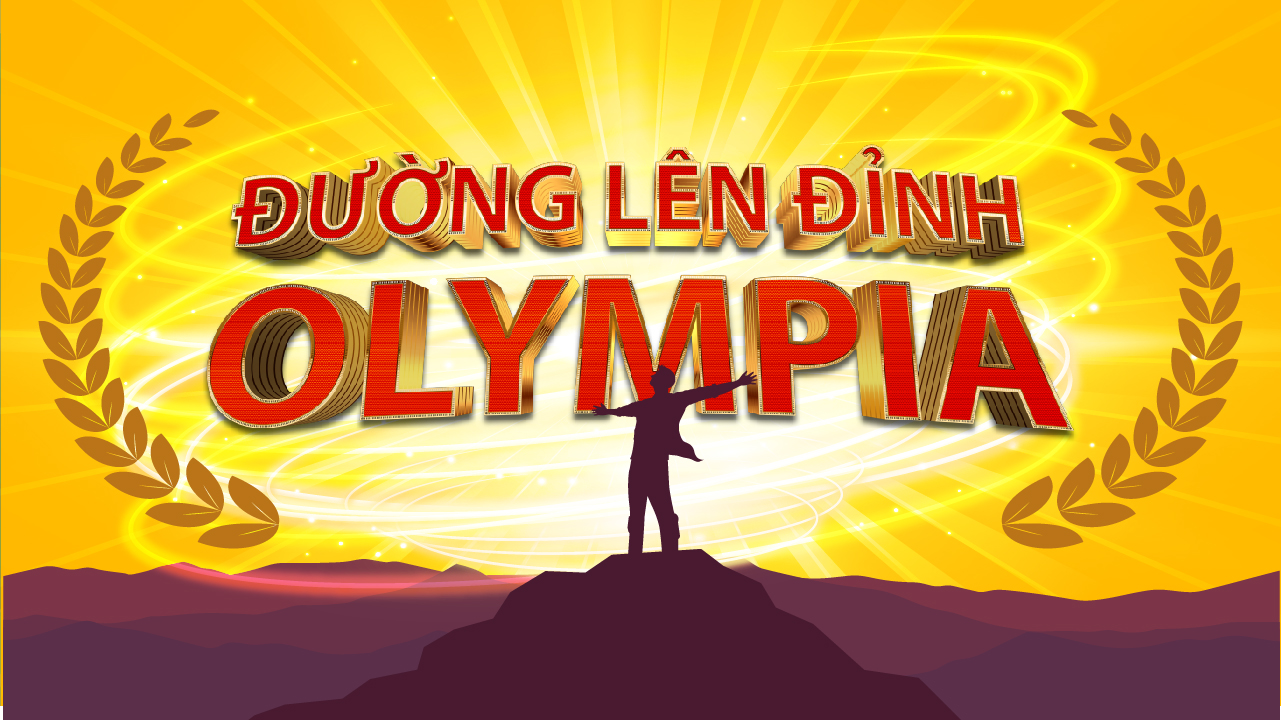 ĐƯỜNG LÊN ĐỈNH
OLYMPIA